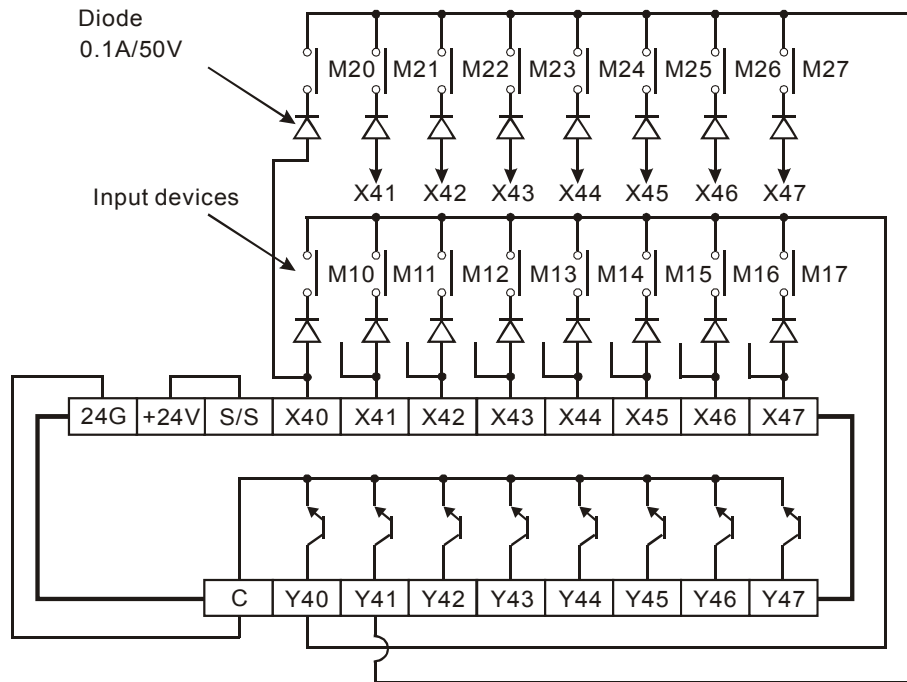 Diode
0.1A/50V
M20 M21 M22 M23 M24 M25 M26 M27
X41 X42 X43 X44 X45 X46 X47
Input devices
M10 M11 M12 M13 M14 M15 M16 M17
24G +24V S/S X40 X41 X42 X43 X44 X45 X46 X47
C Y40 Y41 Y42 Y43 Y44 Y45 Y46 Y47